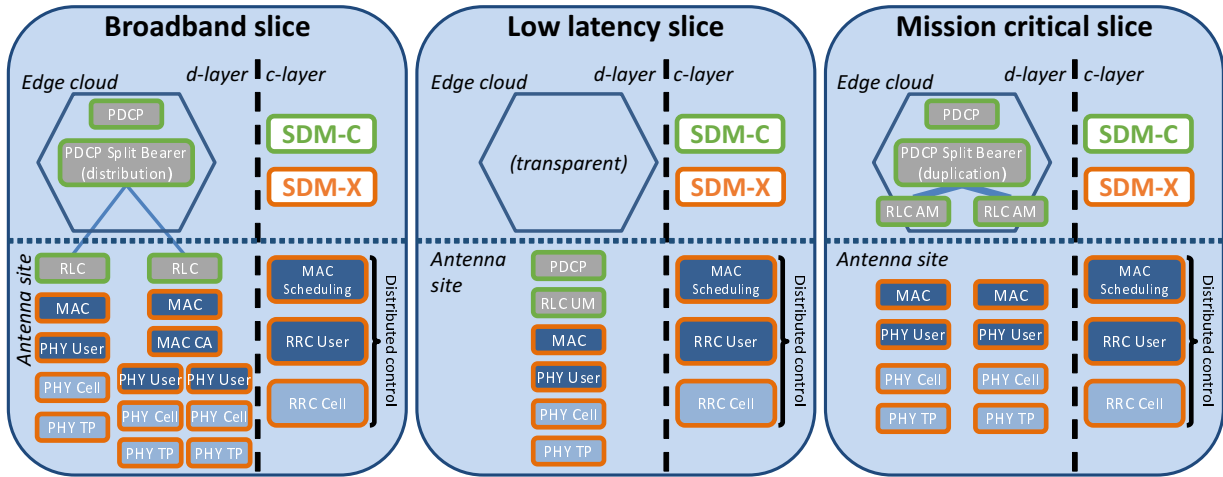 Broadband slice
Edge cloud
d-layer
c-layer
PDCP
PDCP Split Bearer
(distribution)
SDM-C
SDM-X
Antenna site
RLC
MAC
PHY User
PHY Cell
PHY TP
RLC
MAC
MAC CA
PHY User
PHY User
PHY Cell
PHY Cell
PHY TP
PHY TP
MAC
Scheduling
RRC User
RRC Cell
Distributed control
Low latency slice
Edge cloud
d-layer
c-layer
(transparent)
SDM-C
SDM-X
Antenna
site
PDCP
RLC UM
MAC
PHY User
PHY Cell
PHY TP
MAC
Scheduling
RRC User
RRC Cell
Distributed control
Mission critical slice
Edge cloud
d-layer
c-layer
PDCP
PDCP Split Bearer
(duplication)
RLC AM
RLC AM
SDM-C
SDM-X
Antenna site
MAC
MAC
PHY User
PHY User
PHY Cell
PHY Cell
PHY TP
PHY TP
MAC
Scheduling
RRC User
RRC Cell
Distributed control